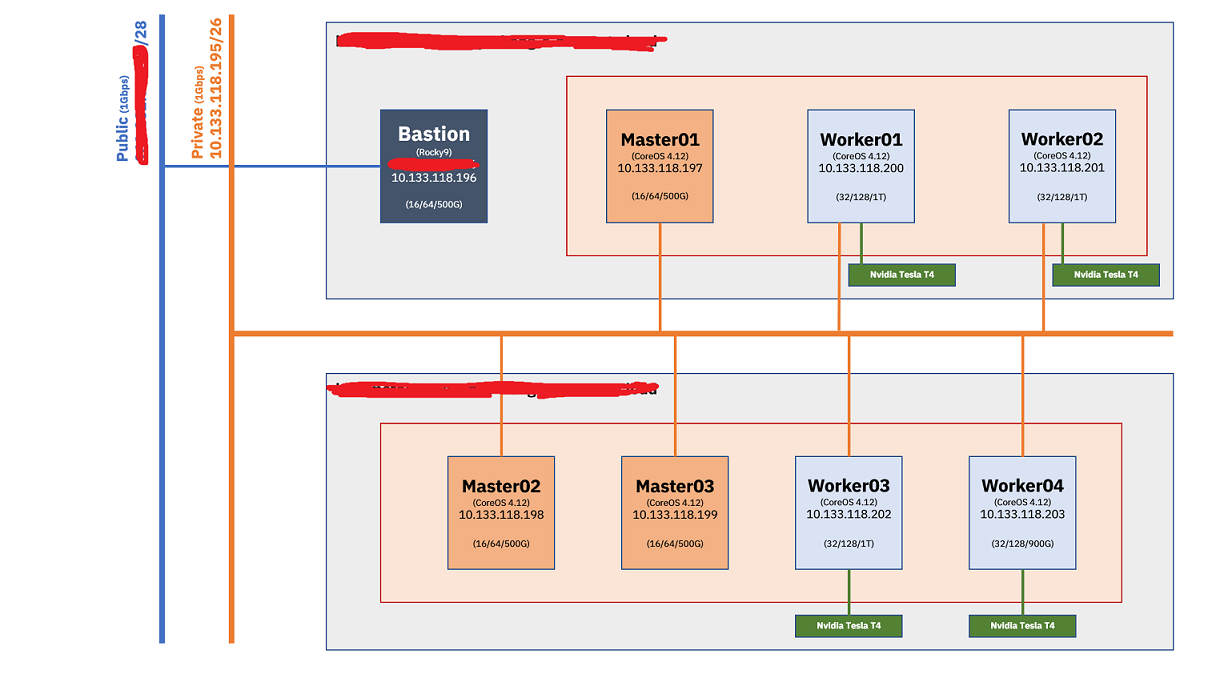 Public (1Gbps)
/28
Private (1Gbps)
10.133.118.195/26
Bastion
(Rocky9)
10.133.118.196
(16/64/500G)
Master01
(CoreOS 4.12)
10.133.118.197
(16/64/500G)
Worker01
(CoreOS 4.12)
10.133.118.200
(32/128/1T)
Worker02
(CoreOS 4.12)
10.133.118.201
(32/128/1T)
Nvidia Tesla T4
Nvidia Tesla T4
Master02
(CoreOS 4.12)
10.133.118.198
(16/64/500G)
Master03
(CoreOS 4.12)
10.133.118.199
(16/64/500G)
Worker03
(CoreOS 4.12)
10.133.118.202
(32/128/1T)
Worker04
(CoreOS 4.12)
10.133.118.203
(32/128/900G)
Nvidia Tesla T4
Nvidia Tesla T4